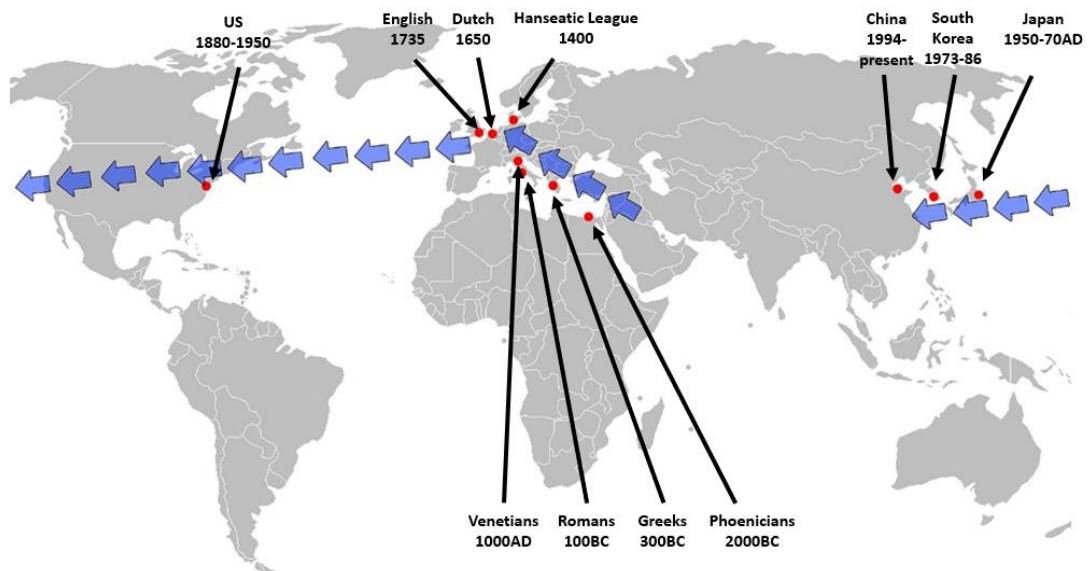 US
1880-1950
English
1735
Dutch
1650
Hanseatic League
1400
China
1994-
present
South
Korea
1973-86
Japan
1950-70AD
Venetians
1000AD
Romans
100BC
Greeks
300BC
Phoenicians
2000BC